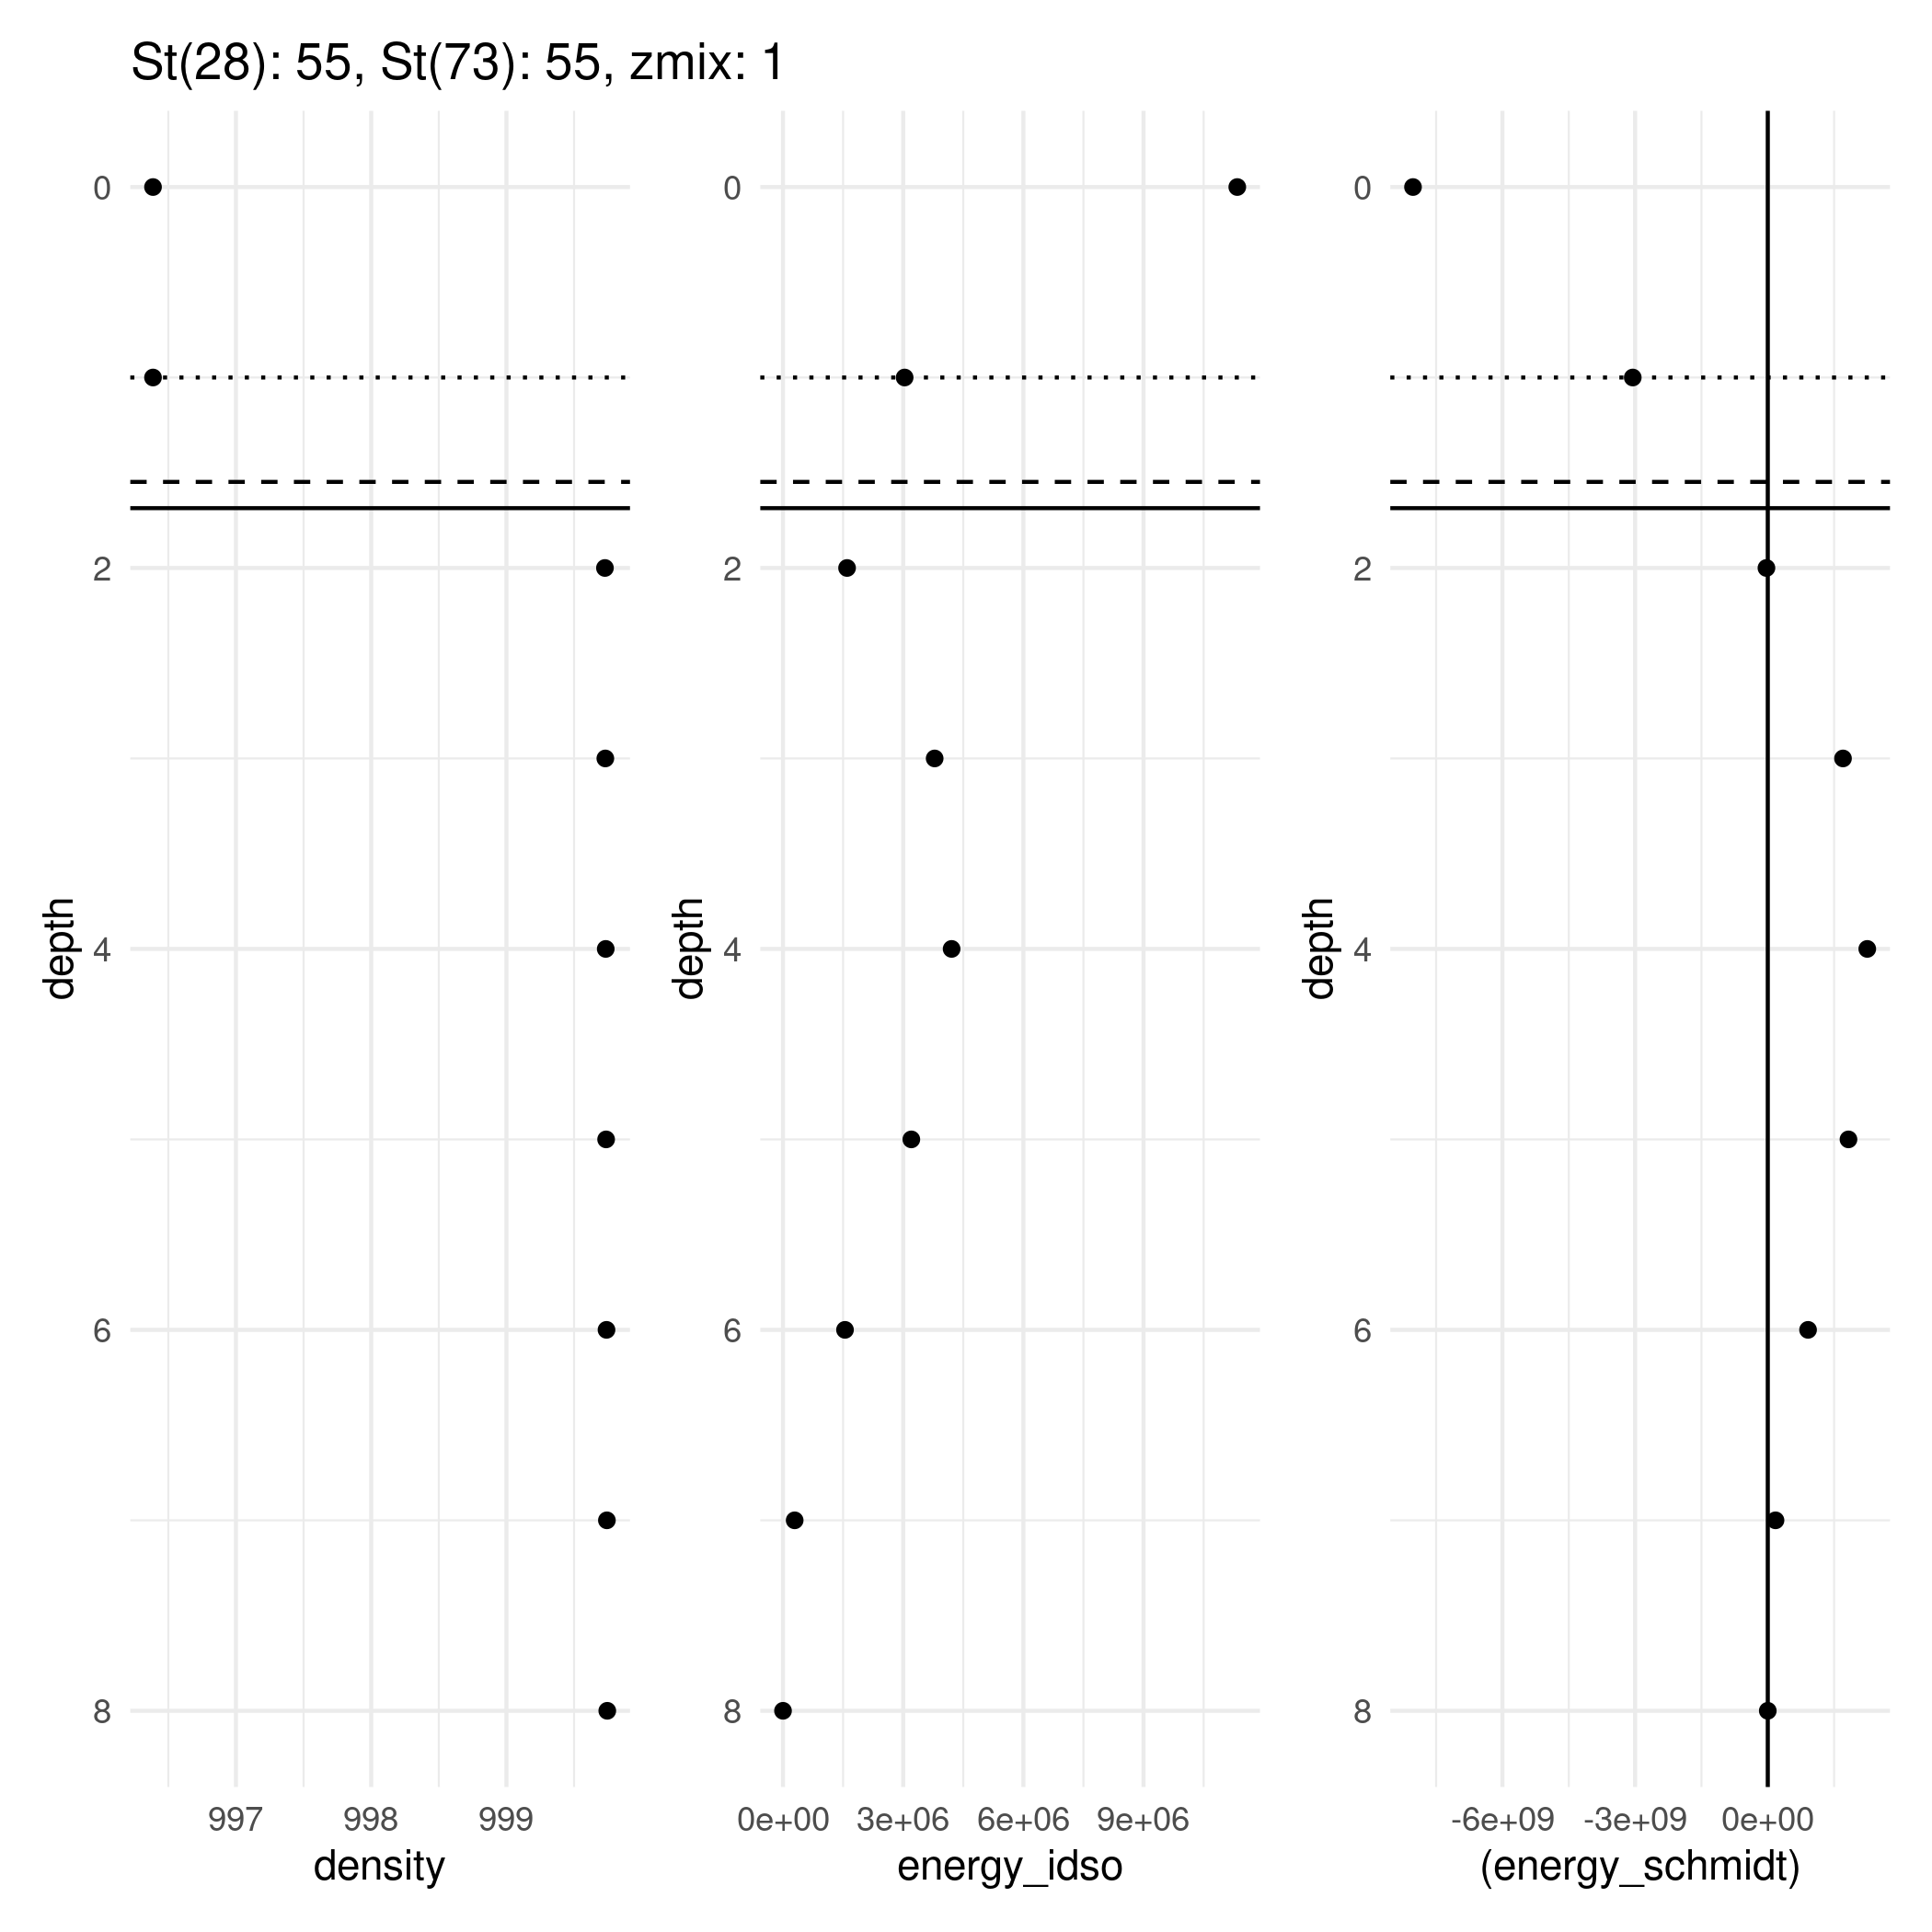 St(28): 55, St(73): 55, zmix: 1
0
2
4
6
8
depth
997 998 999
density
0
2
4
6
8
depth
0e+00 3e+06 6e+06 9e+06
energy_idso
0
2
4
6
8
depth
-6e+09 -3e+09 0e+00
(energy_schmidt)